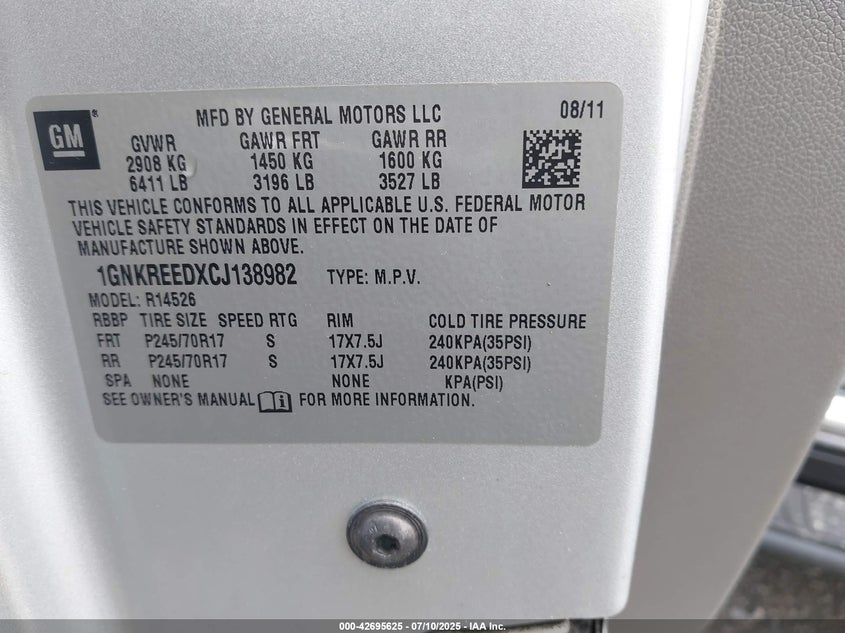 GM
MFD BY GENERAL MOTORS LLC 08/11
GVWR GAWR FRT GAWR RR
2908 KG 1450 KG 1600 KG
6411 LB 3196 LB 3527 LB
THIS VEHICLE CONFORMS TO ALL APPLICABLE U.S. FEDERAL MOTOR
VEHICLE SAFETY STANDARDS IN EFFECT ON THE DATE OF
MANUFACTURE SHOWN ABOVE.
1GNKREEDXCJ138982 TYPE: M.P.V.
MODEL: R14526
RBBP TIRE SIZE SPEED RTG RIM COLD TIRE PRESSURE
FRT P245/70R17 S 17X7.5J 240KPA(35PSI)
RR P245/70R17 S 17X7.5J 240KPA(35PSI)
SPA NONE NONE KPA(PSI)
SEE OWNER'S MANUAL FOR MORE INFORMATION.
000-42695625 / 07/10/2025 - IAA Inc.